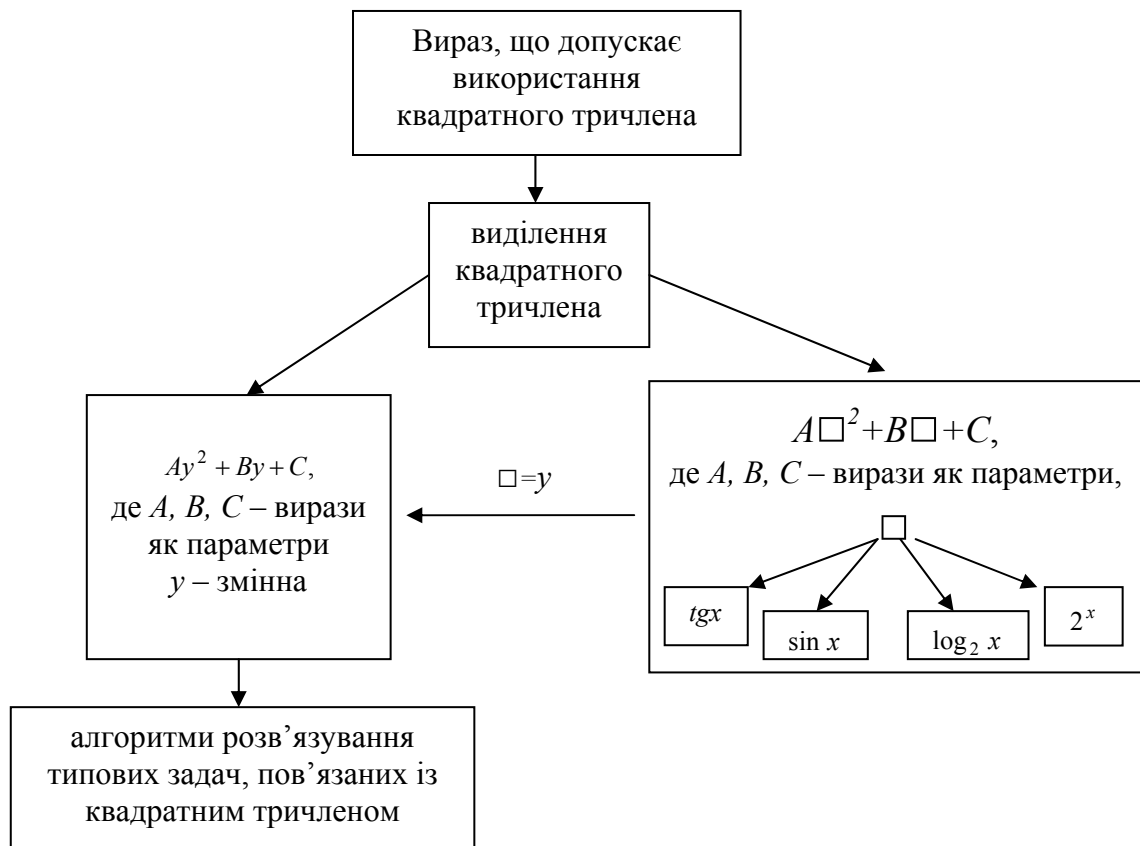 Вираз, що допускає
використання
квадратного тричлена
виділення
квадратного
тричлена
Ay² + By + C,
де A, B, C – вирази
як параметри
y – змінна
□=y
A□²+B□+C,
де A, B, C – вирази як параметри,
□
tgx
sin x
log₂ x
2ˣ
алгоритми розв’язування
типових задач, пов’язаних із
квадратним тричленом